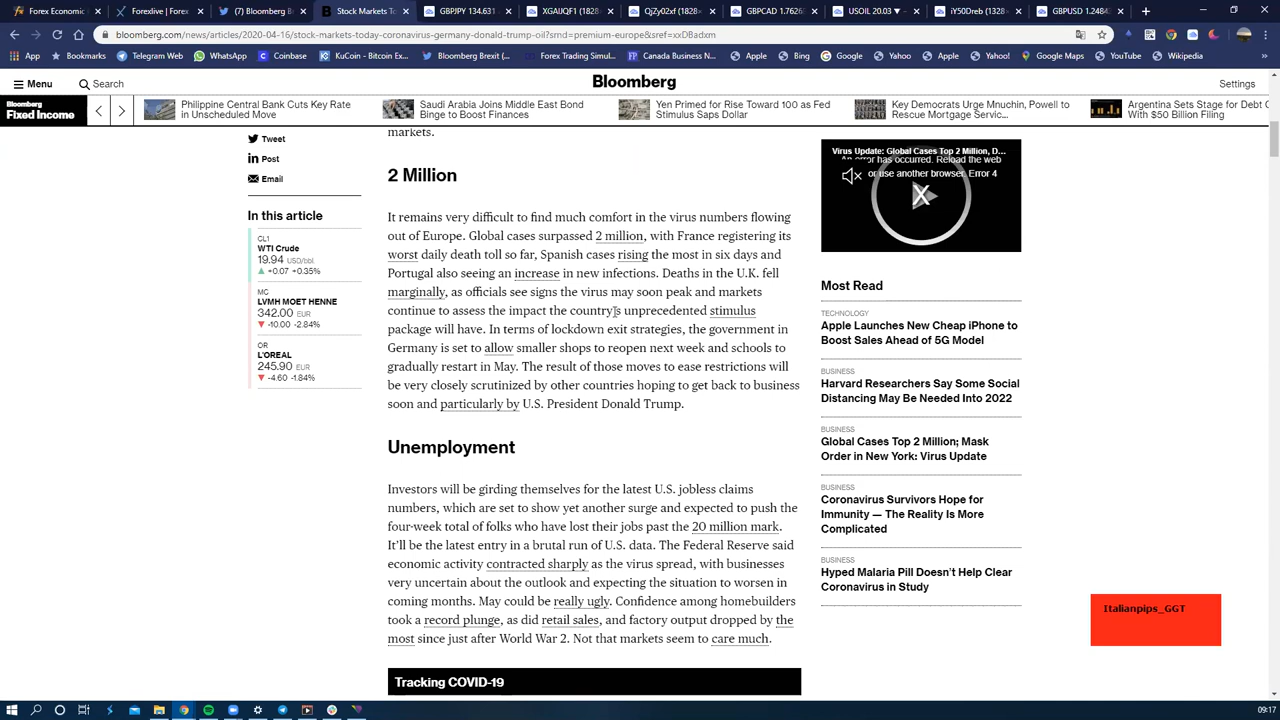 Forex Economic
Forexlive | Forex
(7) Bloomberg B
Stock Markets
GBPJPY 134.631
XGAUQF1 (1828
QJZy02xf (1328
GBPCAD 1.7626
USOIL 20.03 ▼
iY50Dreb (1328
GBPUSD 1.2484
bloomberg.com/news/articles/2020-04-16/stock-markets-today-coronavirus-germany-donald-trump-oil?smd=premium-europe&sref=xxDBadxm
App
Bookmarks
Telegram Web
WhatsApp
Coinbase
KuCoin - Bitcoin Ex...
Bloomberg Brexit (...
Forex Trading Simul...
Canada Business N...
Apple
Bing
Google
Yahoo
Apple
Yahoo!
Google Maps
YouTube
Wikipedia
Menu
Search
Bloomberg
Settings
Bloomberg
Fixed Income
Philippine Central Bank Cuts Key Rate
in Unscheduled Move
Saudi Arabia Joins Middle East Bond
Binge to Boost Finances
Yen Primed for Rise Toward 100 as Fed
Stimulus Saps Dollar
Key Democrats Urge Mnuchin, Powell to
Rescue Mortgage Servic...
Argentina Sets Stage for Debt
With $50 Billion Filing
Tweet
Post
Email
In this article
CL1
WTI Crude
19.94 USD/bbl.
▲ +0.07 +0.35%
MC
LVMH MOET HENNE
342.00 EUR
▼ -10.00 -2.84%
OR
L'OREAL
245.90 EUR
▼ -4.60 -1.84%
markets.
2 Million
It remains very difficult to find much comfort in the virus numbers flowing
out of Europe. Global cases surpassed 2 million, with France registering its
worst daily death toll so far, Spanish cases rising the most in six days and
Portugal also seeing an increase in new infections. Deaths in the U.K. fell
marginally, as officials see signs the virus may soon peak and markets
continue to assess the impact the country's unprecedented stimulus
package will have. In terms of lockdown exit strategies, the government in
Germany is set to allow smaller shops to reopen next week and schools to
gradually restart in May. The result of those moves to ease restrictions will
be very closely scrutinized by other countries hoping to get back to business
soon and particularly by U.S. President Donald Trump.
Unemployment
Investors will be girding themselves for the latest U.S. jobless claims
numbers, which are set to show yet another surge and expected to push the
four-week total of folks who have lost their jobs past the 20 million mark.
It'll be the latest entry in a brutal run of U.S. data. The Federal Reserve said
economic activity contracted sharply as the virus spread, with businesses
very uncertain about the outlook and expecting the situation to worsen in
coming months. May could be really ugly. Confidence among homebuilders
took a record plunge, as did retail sales, and factory output dropped by the
most since just after World War 2. Not that markets seem to care much.
Tracking COVID-19
Virus Update: Global Cases Top 2 Million, D...
An error has occurred. Reload the web
or use another browser. Error 4
Most Read
TECHNOLOGY
Apple Launches New Cheap iPhone to
Boost Sales Ahead of 5G Model
BUSINESS
Harvard Researchers Say Some Social
Distancing May Be Needed Into 2022
BUSINESS
Global Cases Top 2 Million; Mask
Order in New York: Virus Update
BUSINESS
Coronavirus Survivors Hope for
Immunity — The Reality Is More
Complicated
BUSINESS
Hyped Malaria Pill Doesn't Help Clear
Coronavirus in Study
Italianpips_GGT
09:17